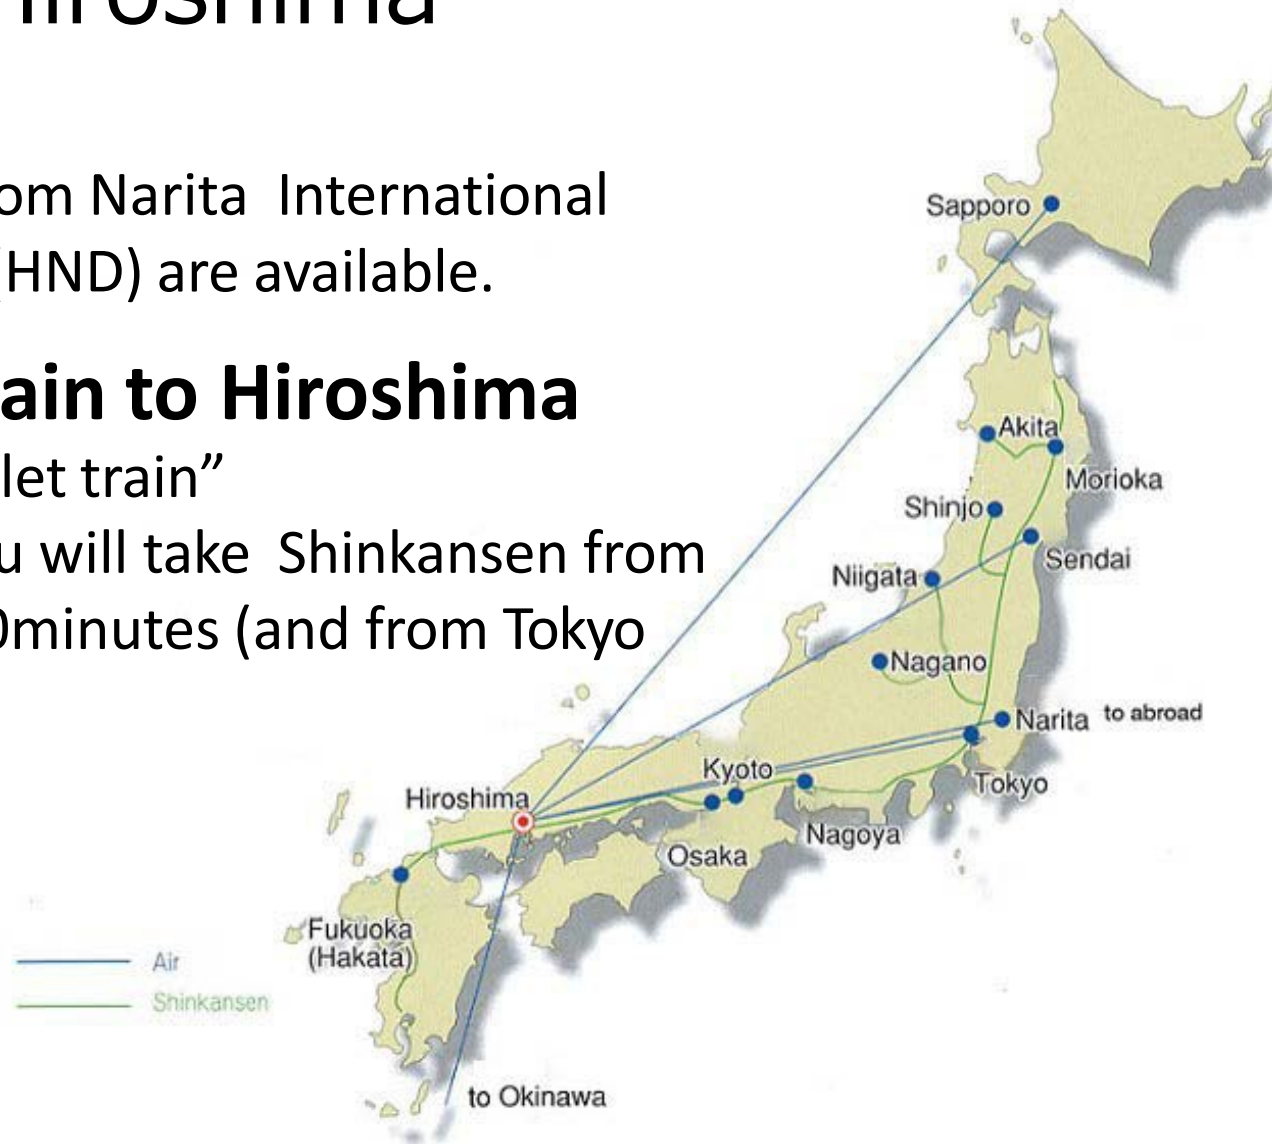 Hiroshima
om Narita International
(HND) are available.
ain to Hiroshima
let train”
u will take Shinkansen from
0minutes (and from Tokyo
Sapporo
Akita
Morioka
Shinjo
Sendai
Niigata
Nagano
Narita to abroad
Kyoto
Tokyo
Hiroshima
Nagoya
Osaka
Fukuoka
(Hakata)
Air
Shinkansen
to Okinawa